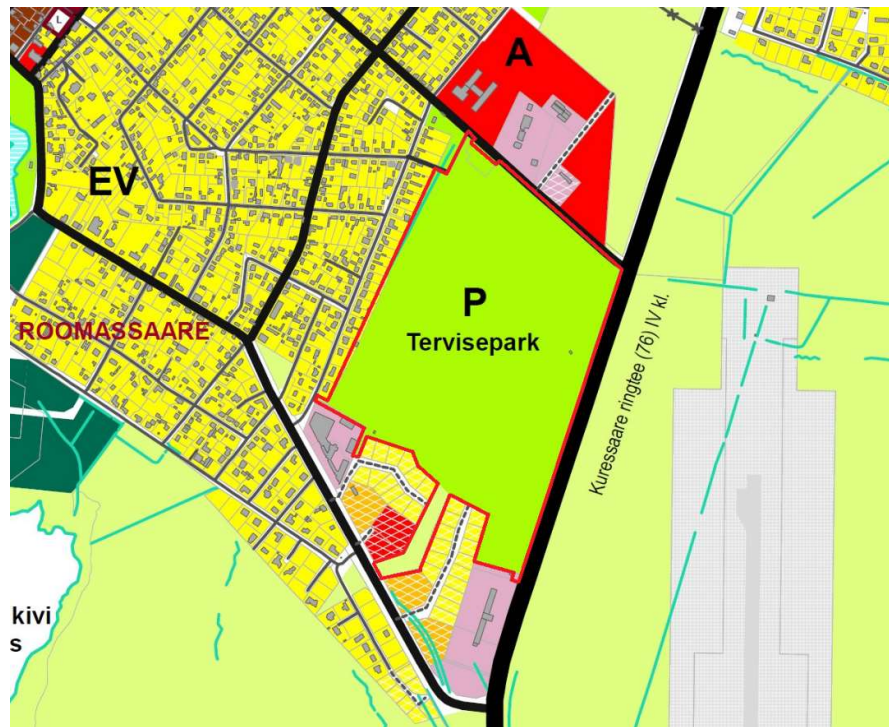 L
A
EV
P
Tervisepark
ROOMASSAARE
Kuressaare ringtee (76) IV kl.
kivi
s